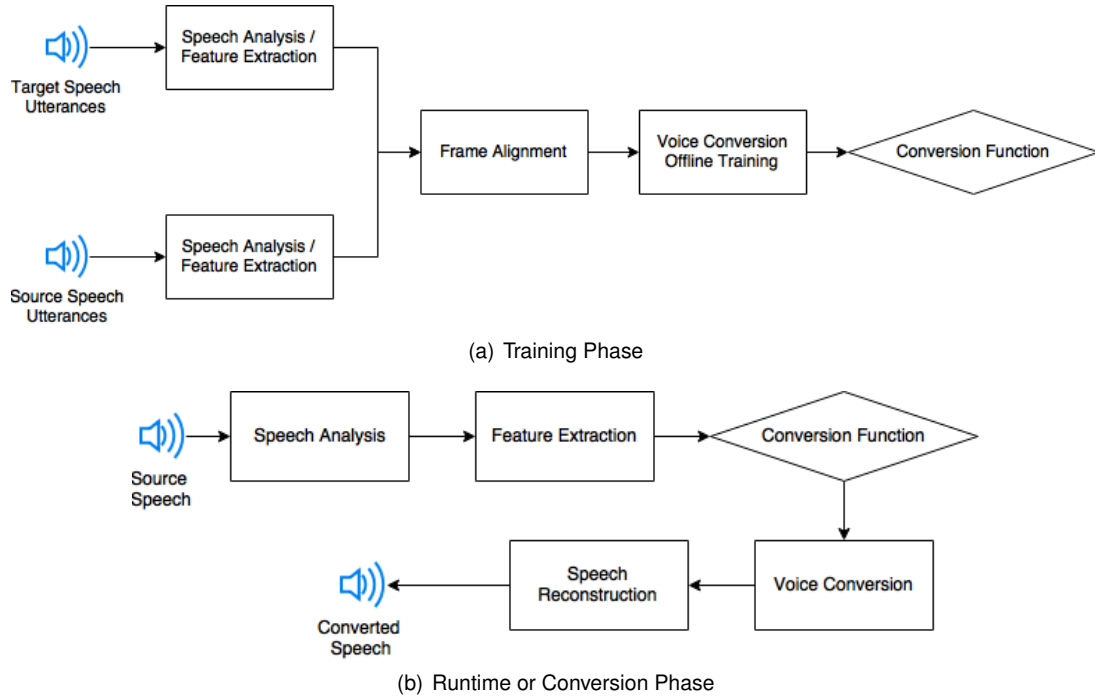 Speech Analysis /
Feature Extraction
Target Speech
Utterances
Frame Alignment
Voice Conversion
Offline Training
Conversion Function
Speech Analysis /
Feature Extraction
Source Speech
Utterances
(a) Training Phase
Speech Analysis
Feature Extraction
Conversion Function
Source
Speech
Speech
Reconstruction
Voice Conversion
Converted
Speech
(b) Runtime or Conversion Phase